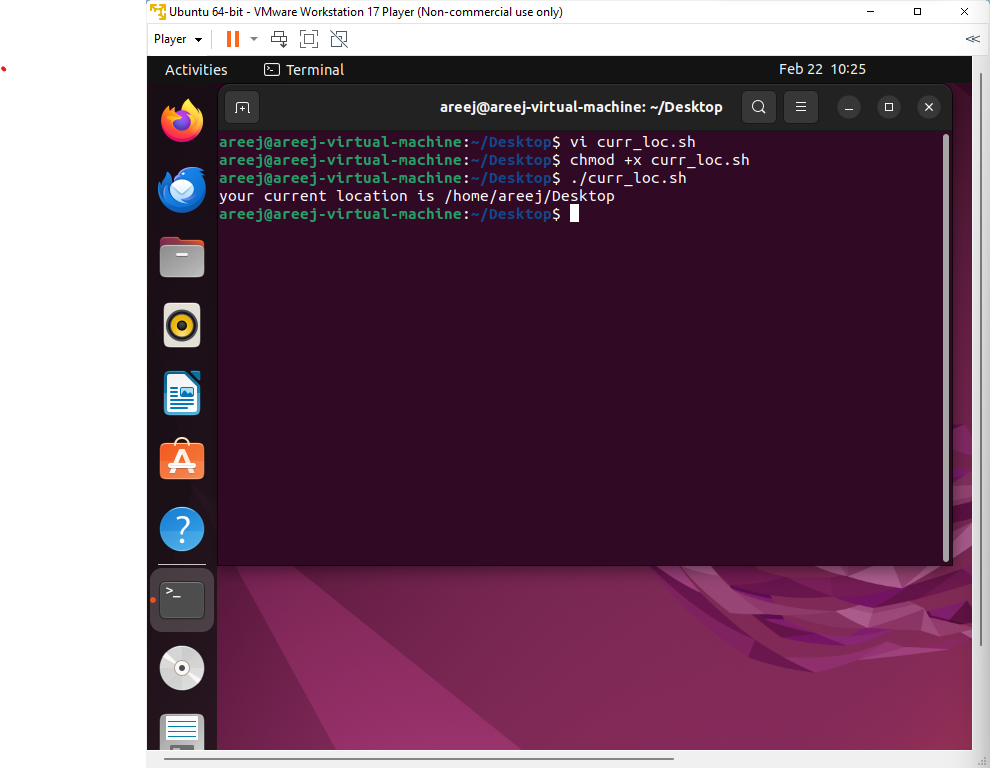 Ubuntu 64-bit - VMware Workstation 17 Player (Non-commercial use only)
Player
Activities
Terminal
Feb 22 10:25
areej@areej-virtual-machine: ~/Desktop
areej@areej-virtual-machine:~/Desktop$ vi curr_loc.sh
areej@areej-virtual-machine:~/Desktop$ chmod +x curr_loc.sh
areej@areej-virtual-machine:~/Desktop$ ./curr_loc.sh
your current location is /home/areej/Desktop
areej@areej-virtual-machine:~/Desktop$